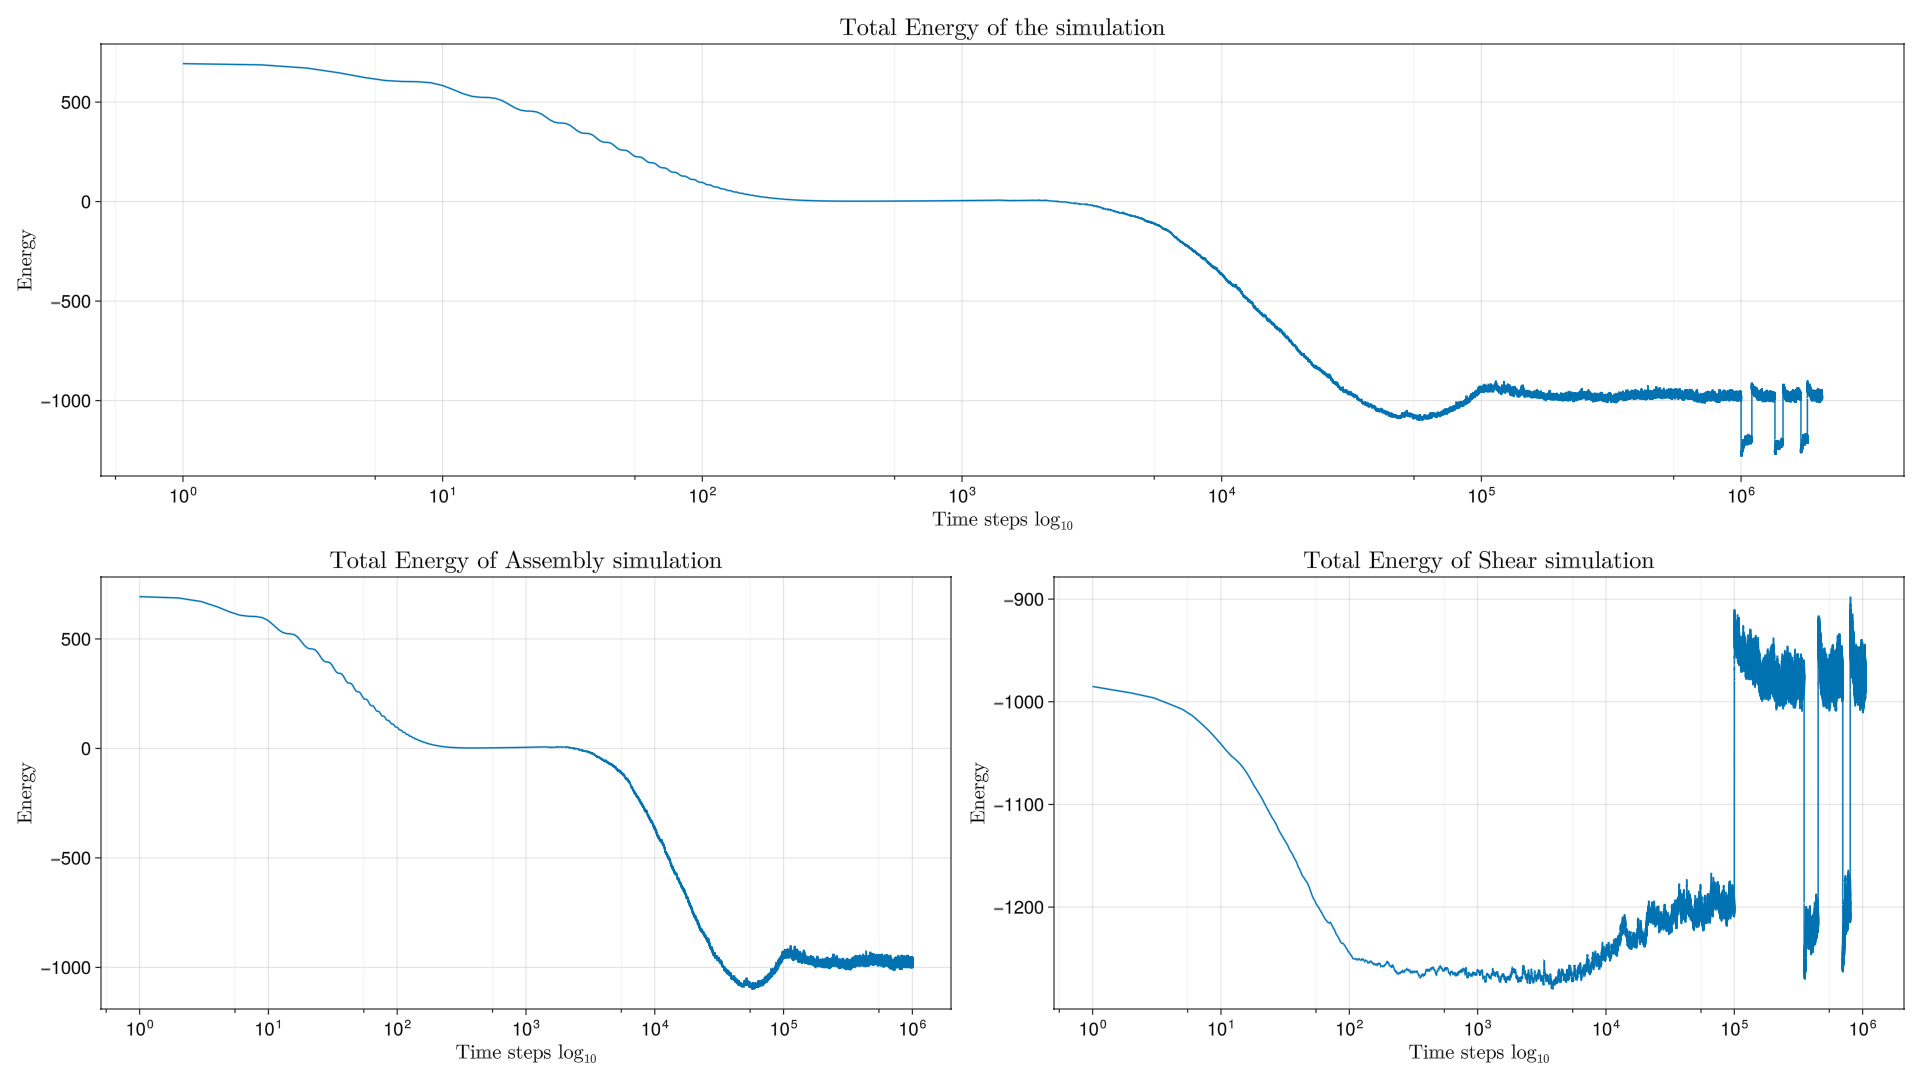 Total Energy of the simulation
Energy
500
0
−500
−1000
10⁰ 10¹ 10² 10³ 10⁴ 10⁵ 10⁶
Time steps log₁₀
Total Energy of Assembly simulation
Energy
500
0
−500
−1000
10⁰ 10¹ 10² 10³ 10⁴ 10⁵ 10⁶
Time steps log₁₀
Total Energy of Shear simulation
Energy
−900
−1000
−1100
−1200
10⁰ 10¹ 10² 10³ 10⁴ 10⁵ 10⁶
Time steps log₁₀